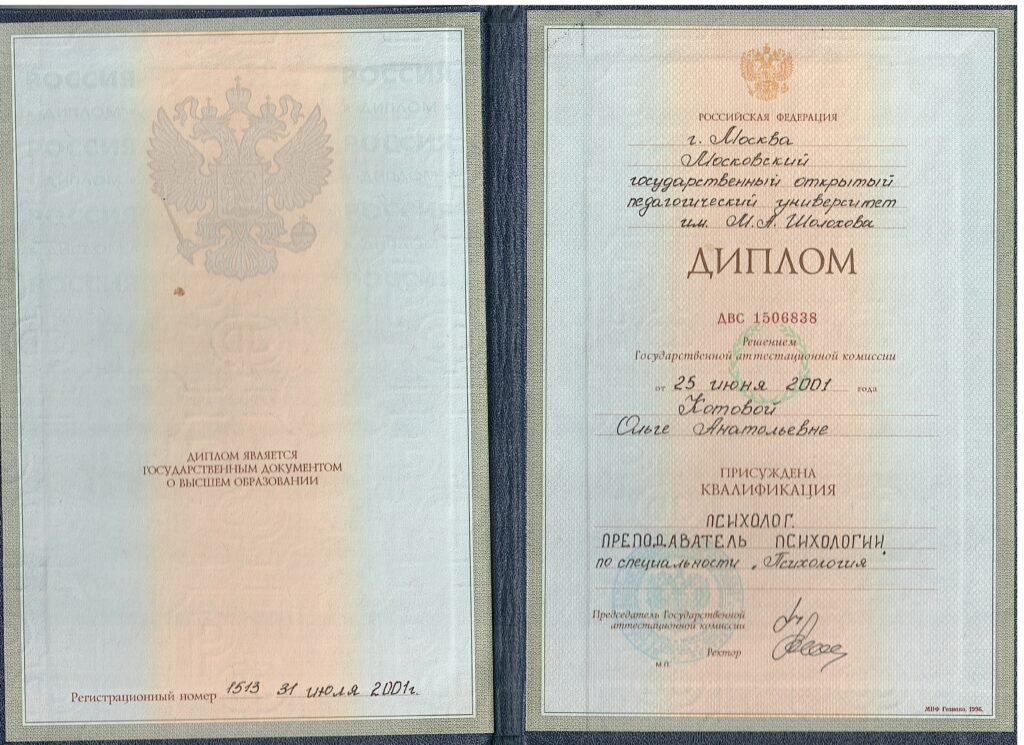 ДИПЛОМ ЯВЛЯЕТСЯ
ГОСУДАРСТВЕННЫМ ДОКУМЕНТОМ
О ВЫСШЕМ ОБРАЗОВАНИИ
Регистрационный номер 1513 31 июля 2001г.
РОССИЙСКАЯ ФЕДЕРАЦИЯ
г. Москва
Московский
государственный открытый
педагогический университет
им. М.А. Шолохова
ДИПЛОМ
ДВС 1506838
Решением
Государственной аттестационной комиссии
от 25 июня 2001 года
Котовой
Ольге Анатольевне
ПРИСУЖДЕНА
КВАЛИФИКАЦИЯ
ПСИХОЛОГ.
ПРЕПОДАВАТЕЛЬ ПСИХОЛОГИИ
по специальности „Психология"
Председатель Государственной
аттестационной комиссии
Ректор
М.П.
МПФ Гознака. 1996.